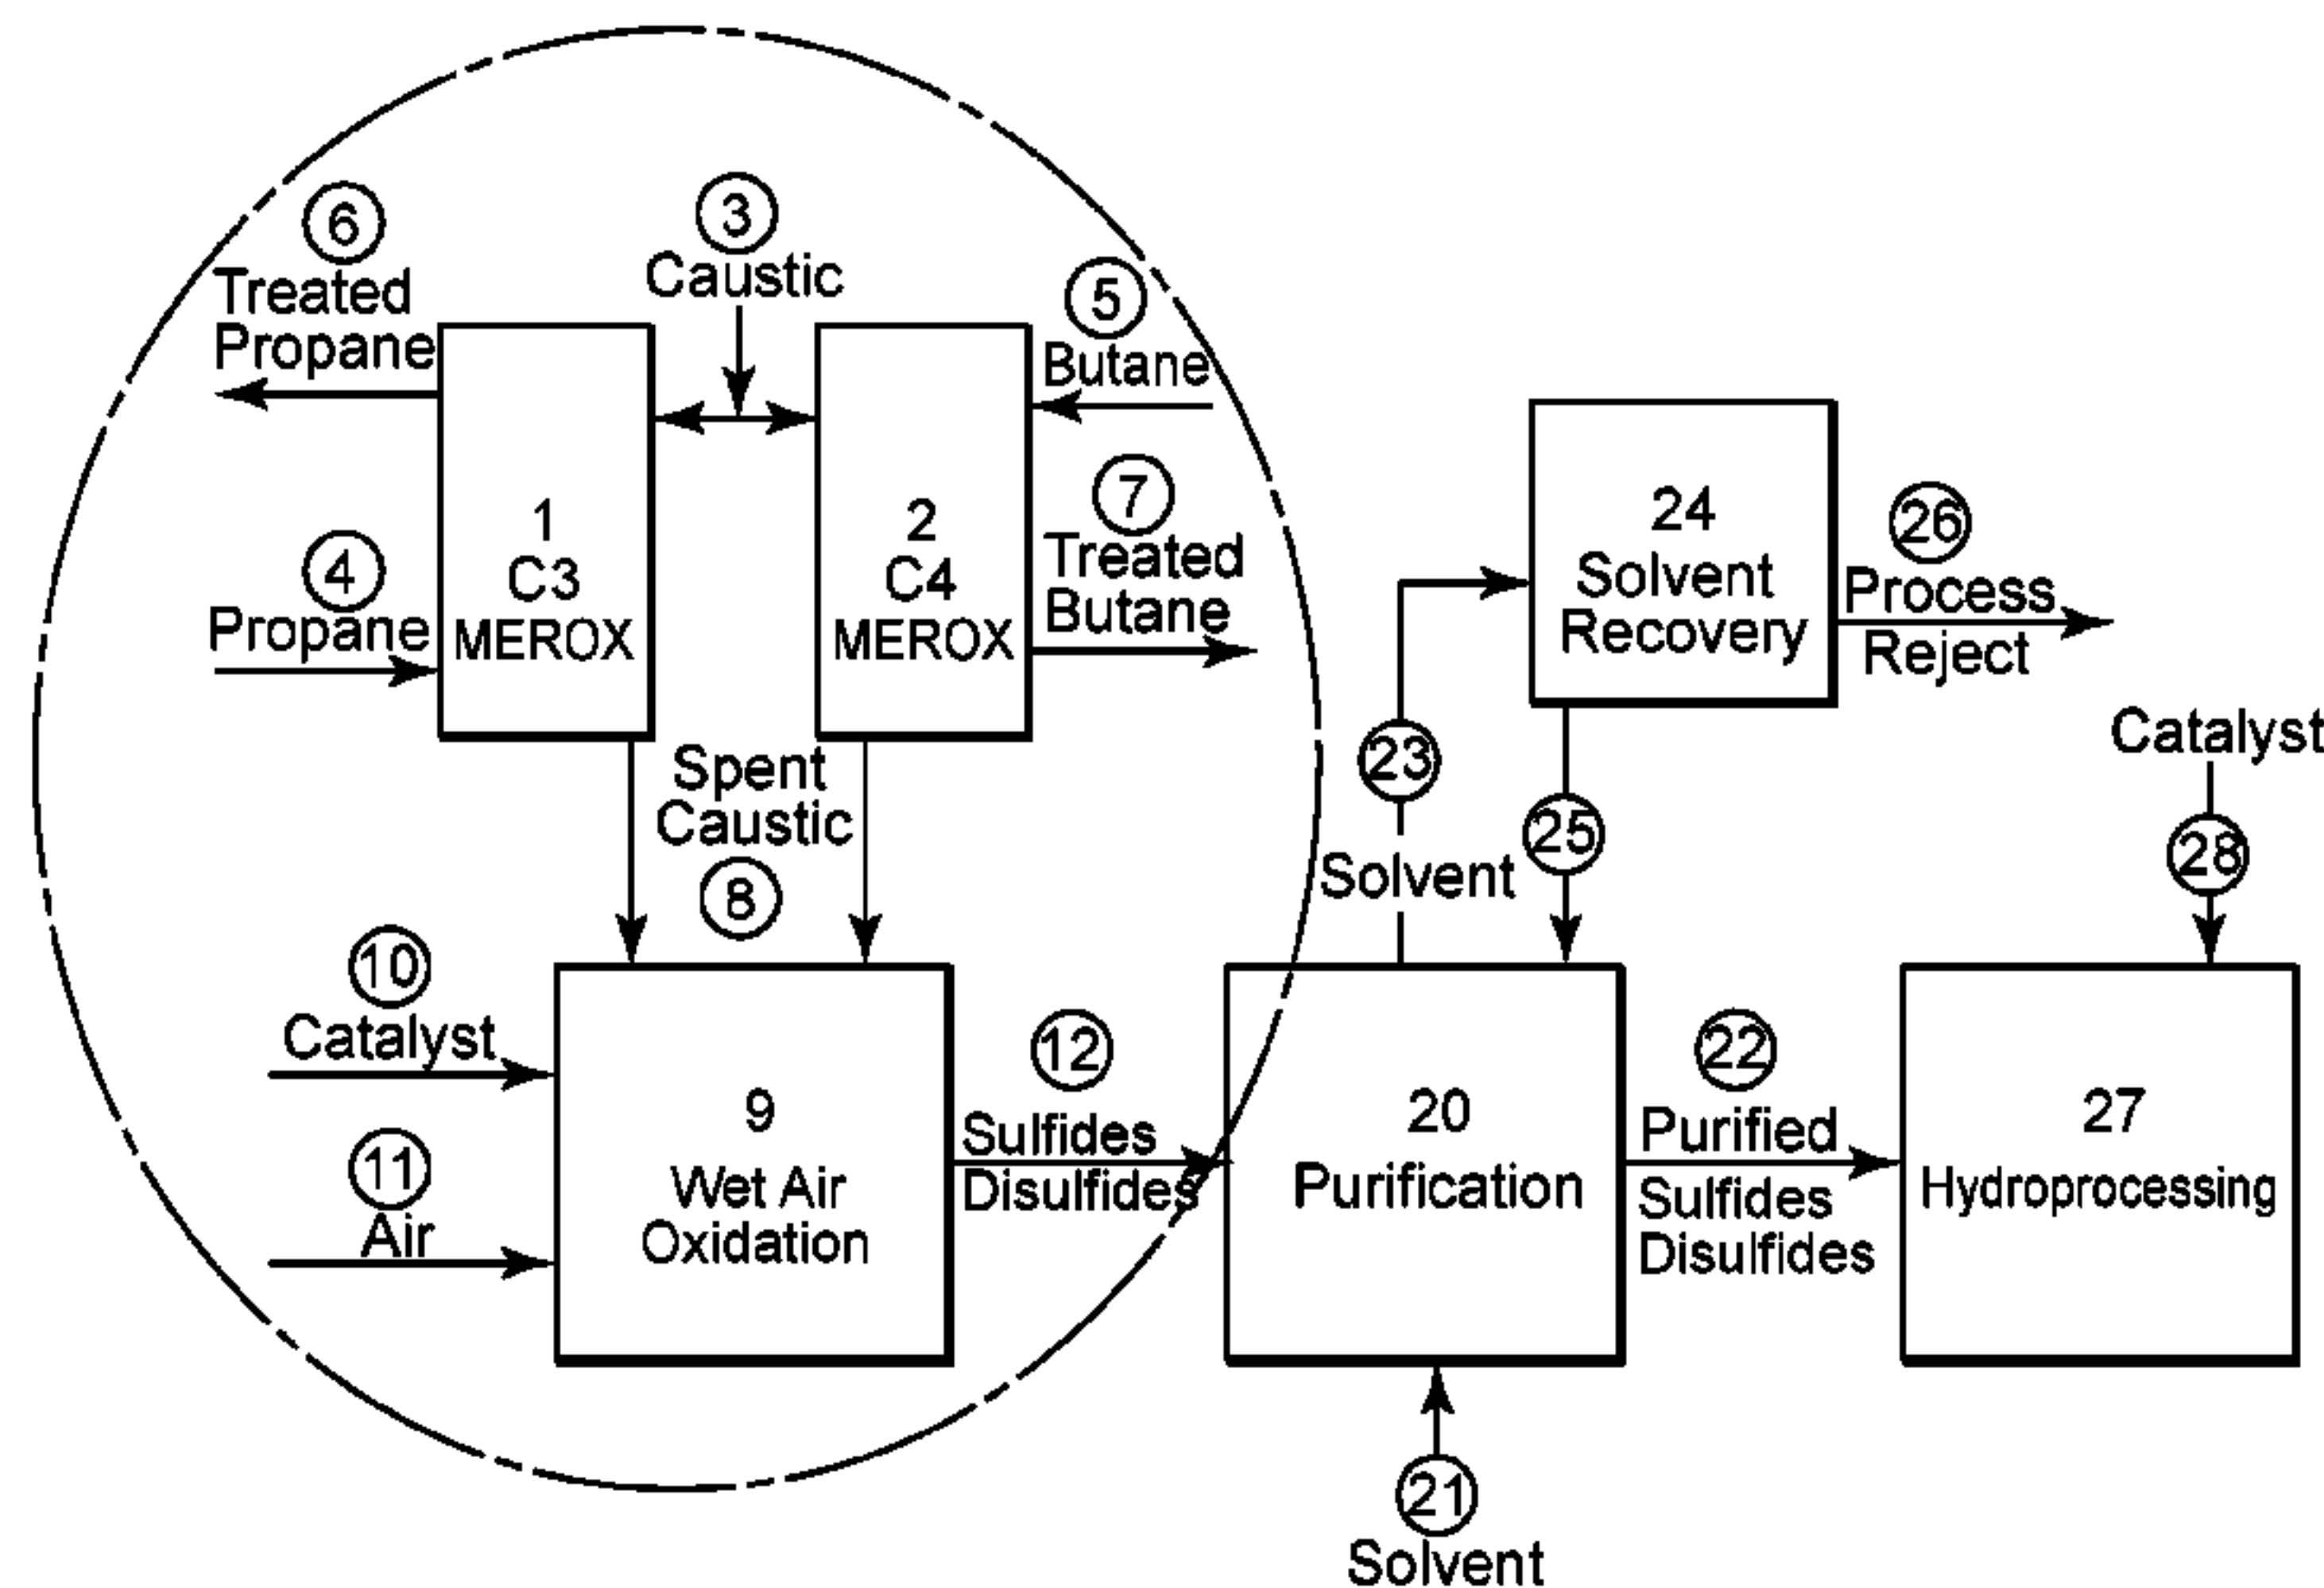 6
Treated
Propane
3
Caustic
5
Butane
4
Propane
1
C3
MEROX
2
C4
MEROX
7
Treated
Butane
24
Solvent
Recovery
26
Process
Reject
Spent
Caustic
8
23
Solvent
25
Catalyst
28
10
Catalyst
11
Air
9
Wet Air
Oxidation
12
Sulfides
Disulfides
20
Purification
22
Purified
Sulfides
Disulfides
27
Hydroprocessing
21
Solvent